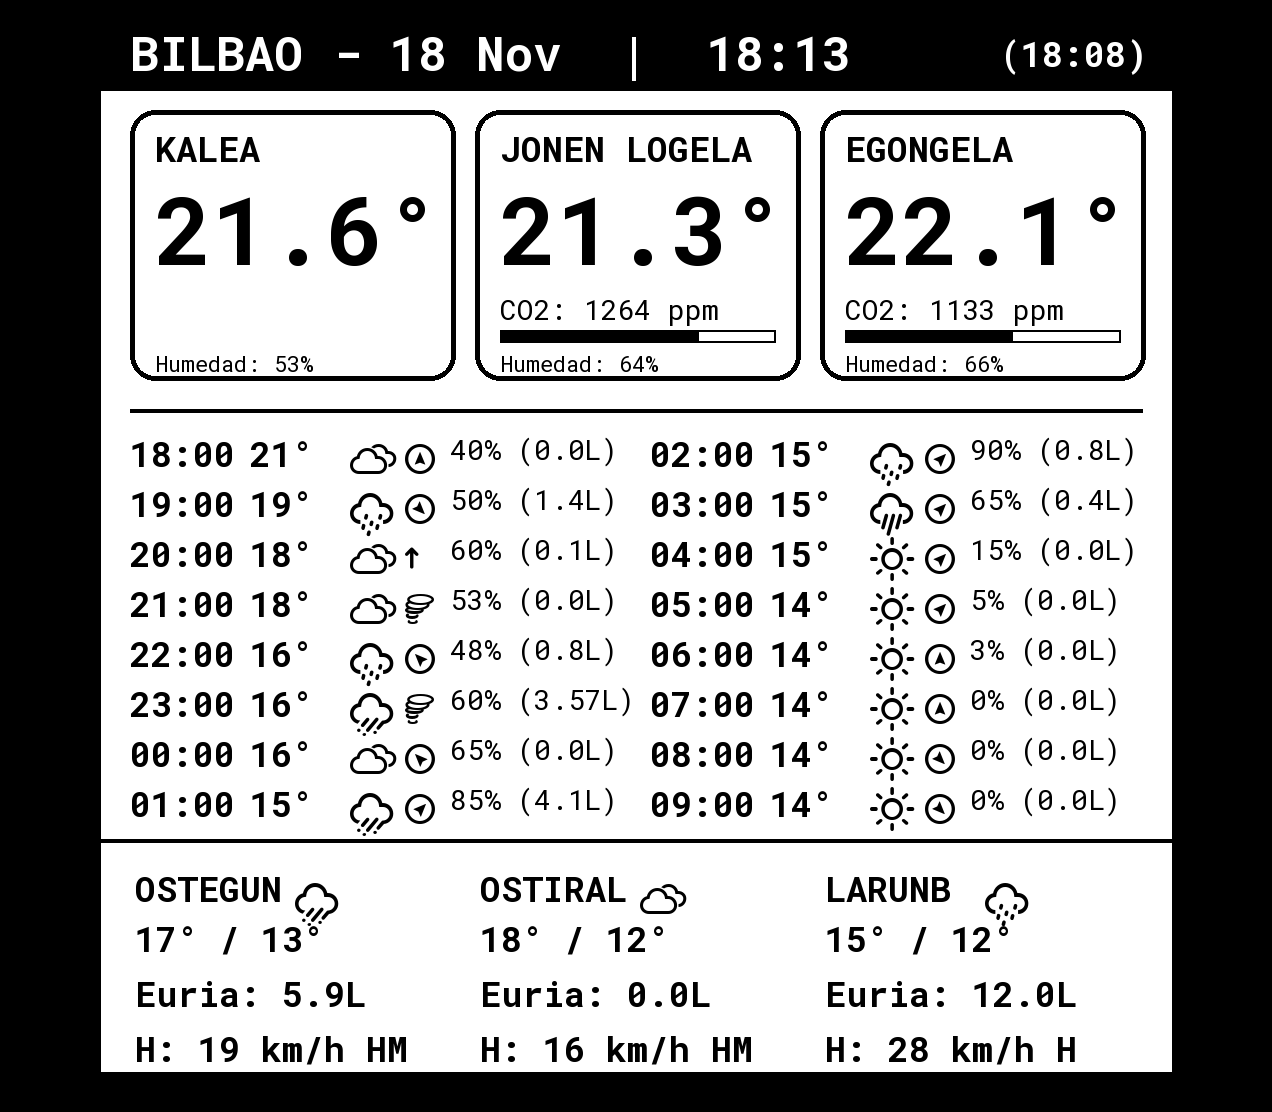 BILBAO - 18 Nov | 18:13 (18:08)
KALEA
21.6°
Humedad: 53%
JONEN LOGELA
21.3°
CO2: 1264 ppm
Humedad: 64%
EGONGELA
22.1°
CO2: 1133 ppm
Humedad: 66%
18:00 21° 40% (0.0L)
19:00 19° 50% (1.4L)
20:00 18° 60% (0.1L)
21:00 18° 53% (0.0L)
22:00 16° 48% (0.8L)
23:00 16° 60% (3.57L)
00:00 16° 65% (0.0L)
01:00 15° 85% (4.1L)
02:00 15° 90% (0.8L)
03:00 15° 65% (0.4L)
04:00 15° 15% (0.0L)
05:00 14° 5% (0.0L)
06:00 14° 3% (0.0L)
07:00 14° 0% (0.0L)
08:00 14° 0% (0.0L)
09:00 14° 0% (0.0L)
OSTEGUN
17° / 13°
Euria: 5.9L
H: 19 km/h HM
OSTIRAL
18° / 12°
Euria: 0.0L
H: 16 km/h HM
LARUNB
15° / 12°
Euria: 12.0L
H: 28 km/h H